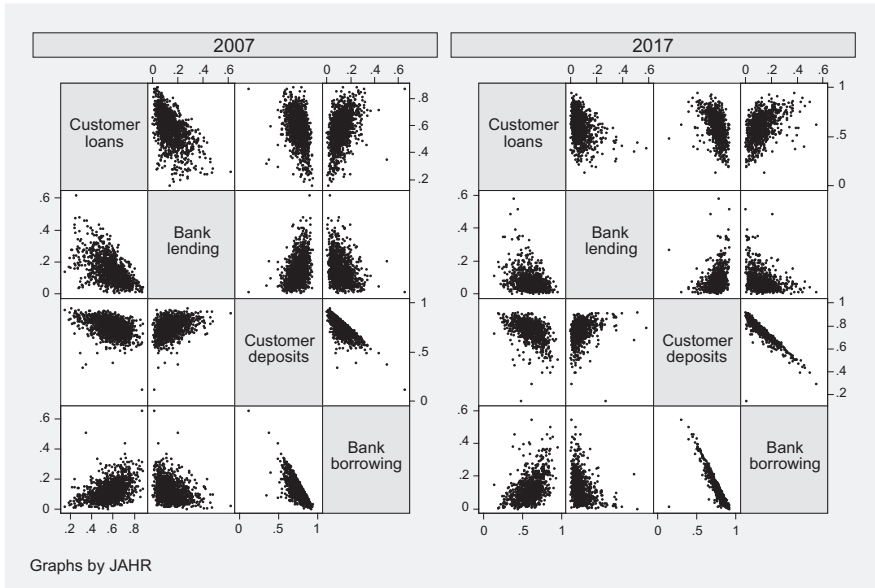 2007
2017
0 .2 .4 .6
0 .2 .4 .6
0 .2 .4 .6
0 .2 .4 .6
Customer
loans
.8
.6
.4
.2
Customer
loans
1
.5
0
.6
.4
.2
0
Bank
lending
.6
.4
.2
0
Bank
lending
Customer
deposits
1
.5
0
Customer
deposits
1
.8
.6
.4
.2
.6
.4
.2
0
Bank
borrowing
.6
.4
.2
0
Bank
borrowing
.2 .4 .6 .8
0 .5 1
0 .5 1
0 .5 1
Graphs by JAHR